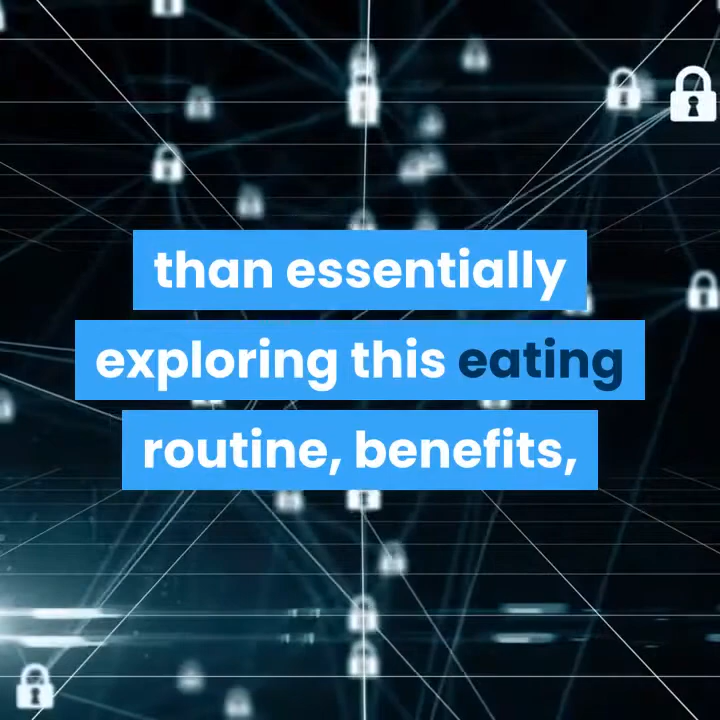 than essentially
exploring this eating
routine, benefits,